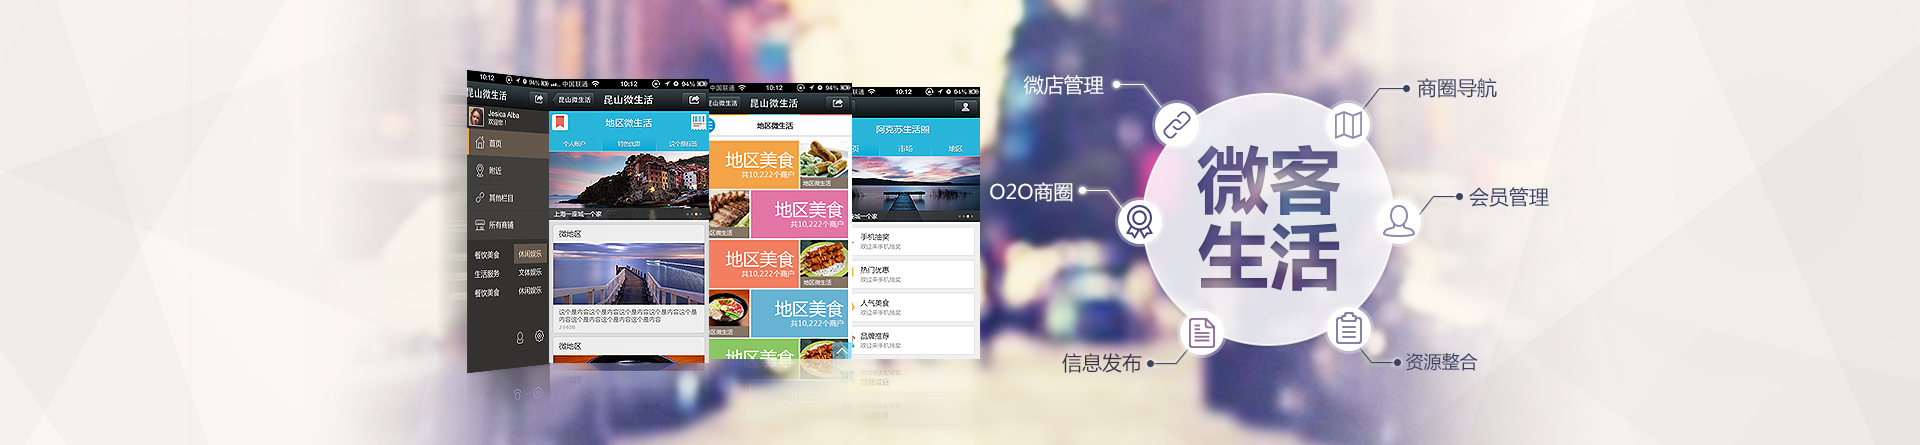 10:12
94%
昆山微生活
Jesica Alba
欢迎您！
首页
附近
其他栏目
所有商铺
餐饮美食
休闲娱乐
生活服务
文体娱乐
餐饮美食
休闲娱乐
中国联通
10:12
94%
昆山微生活
昆山微生活
地区微生活
个人账户
特色优惠
这个是标签
上海一座城一个家
微地区
这个是内容这个是内容这个是内容这个是内容这个是
内容这个是内容这个是内容这个是内容
微地区
中国联通
10:12
94%
昆山微生活
地区微生活
地区美食
共10,222个商户
地区微生活
地区美食
共10,222个商户
区微生活
地区美食
共10,222个商户
地区微生活
地区美食
共10,222个商户
区微生活
地区美食
联通
10:12
94%
阿克苏生活圈
页
市场
地区
座城一个家
手机抽奖
欢迎来手机抽奖
热门优惠
欢迎来手机抽奖
人气美食
欢迎来手机抽奖
品牌推荐
欢迎来手机抽奖
微店管理
商圈导航
O2O商圈
会员管理
微客
生活
信息发布
资源整合